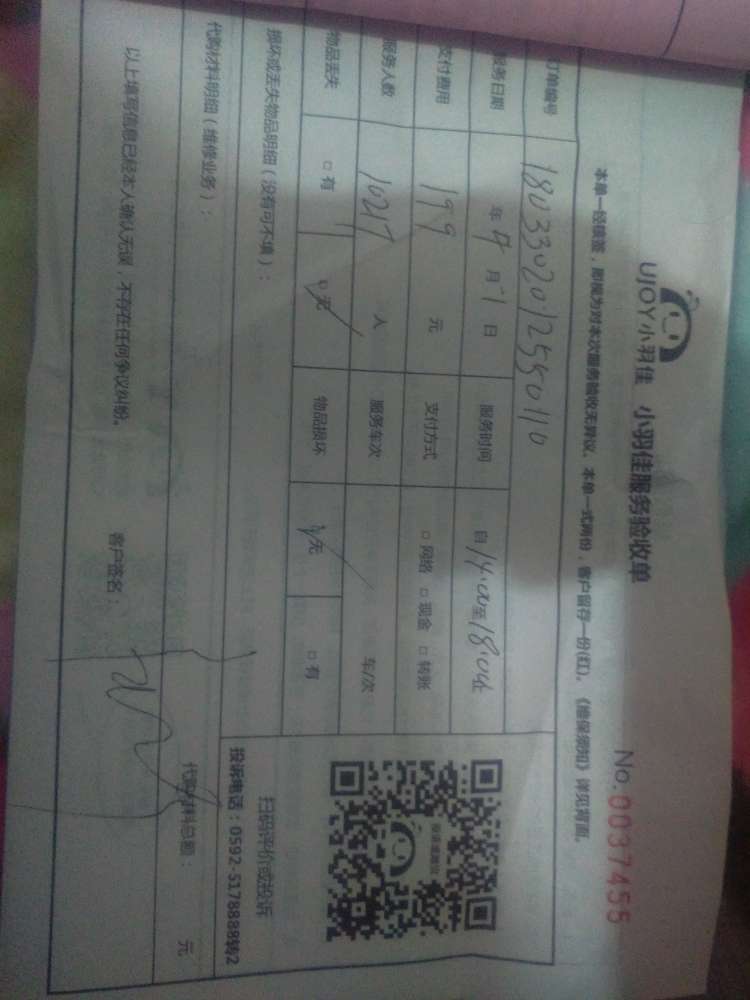 UJOY小羽佳 小羽佳服务验收单 No.0037455
本单一经签签，即视为对本次服务验收无异议。本单一式两份，客户留存一份(红)。《维保须知》详见背面。
订单编号 180330201255 0110
服务日期 年 4 月 1 日 服务时间 自 14:00 至 18:00止
支付费用 199 元 支付方式 □ 网络 □ 现金 □ 转账
服务人数 人 服务车次 车/次
物品丢失 □ 有 □ 无 物品损坏 □ 无 □ 有
损坏或丢失物品明细（没有可不填）：
扫码评价或投诉
投诉电话：0592-5178888转2
代购材料明细（维修业务）： 代购材料总额： 元
以上填写信息已经本人确认无误，不存在任何争议纠纷。 客户签名：